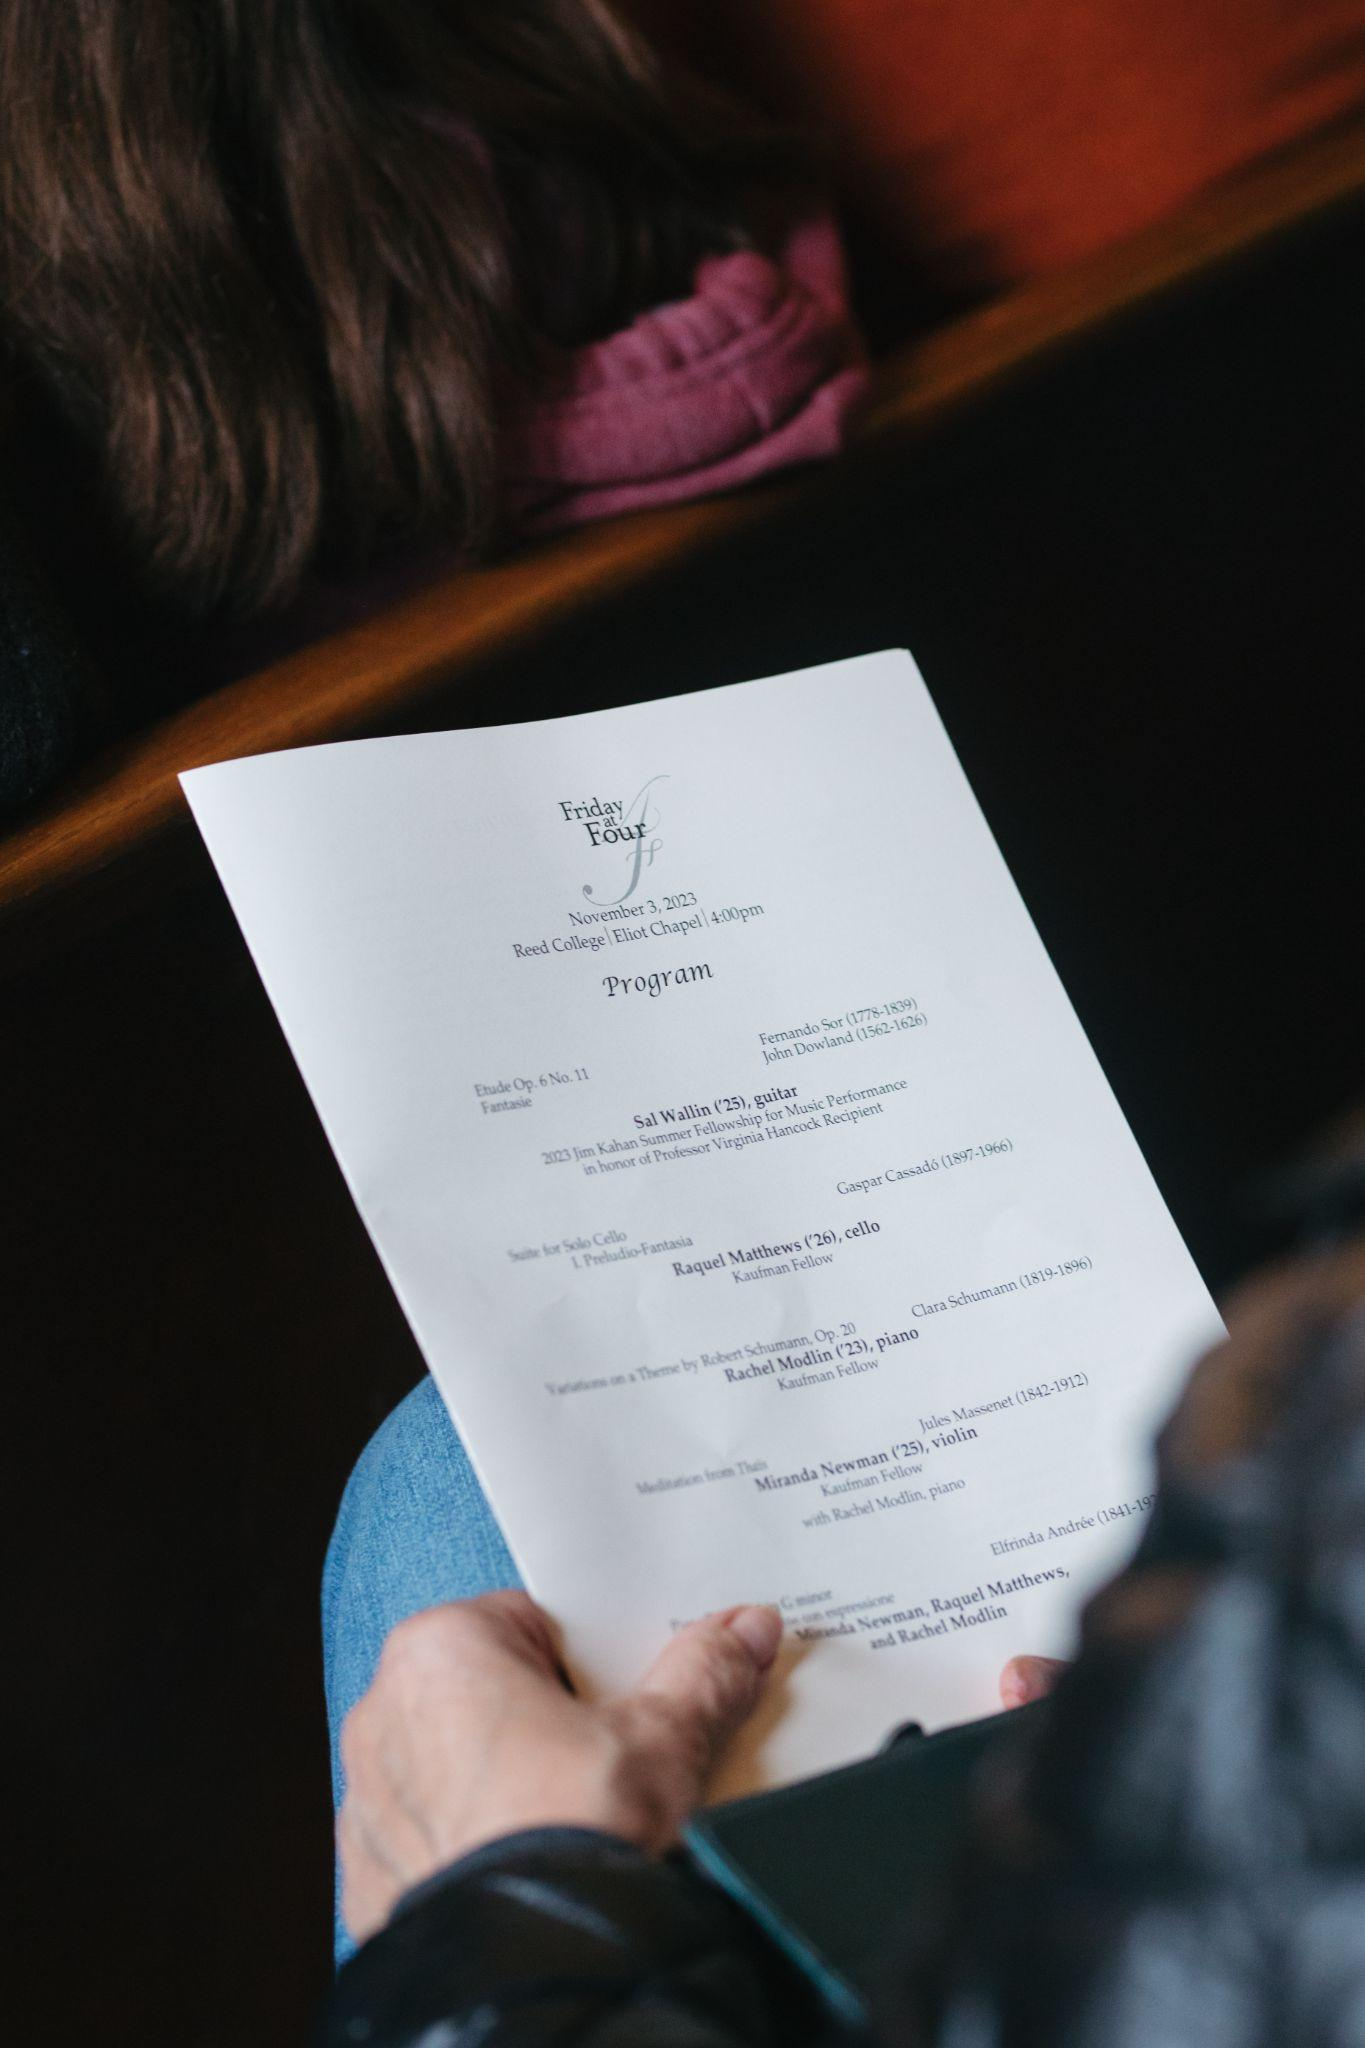 Friday
at
Four
November 3, 2023
Reed College | Eliot Chapel | 4:00pm
Program
Fernando Sor (1778-1839)
John Dowland (1562-1626)
Etude Op. 6 No. 11
Fantasie
Sal Wallin ('25), guitar
2023 Jim Kahan Summer Fellowship for Music Performance
in honor of Professor Virginia Hancock Recipient
Gaspar Cassadó (1897-1966)
Suite for Solo Cello
I. Preludio-Fantasia
Raquel Matthews ('26), cello
Kaufman Fellow
Clara Schumann (1819-1896)
Variations on a Theme by Robert Schumann, Op. 20
Rachel Modlin ('23), piano
Kaufman Fellow
Jules Massenet (1842-1912)
Meditation from Thaïs
Miranda Newman ('25), violin
Kaufman Fellow
with Rachel Modlin, piano
Elfrinda Andrée (1841-192
G minor
con espressione
Miranda Newman, Raquel Matthews,
and Rachel Modlin